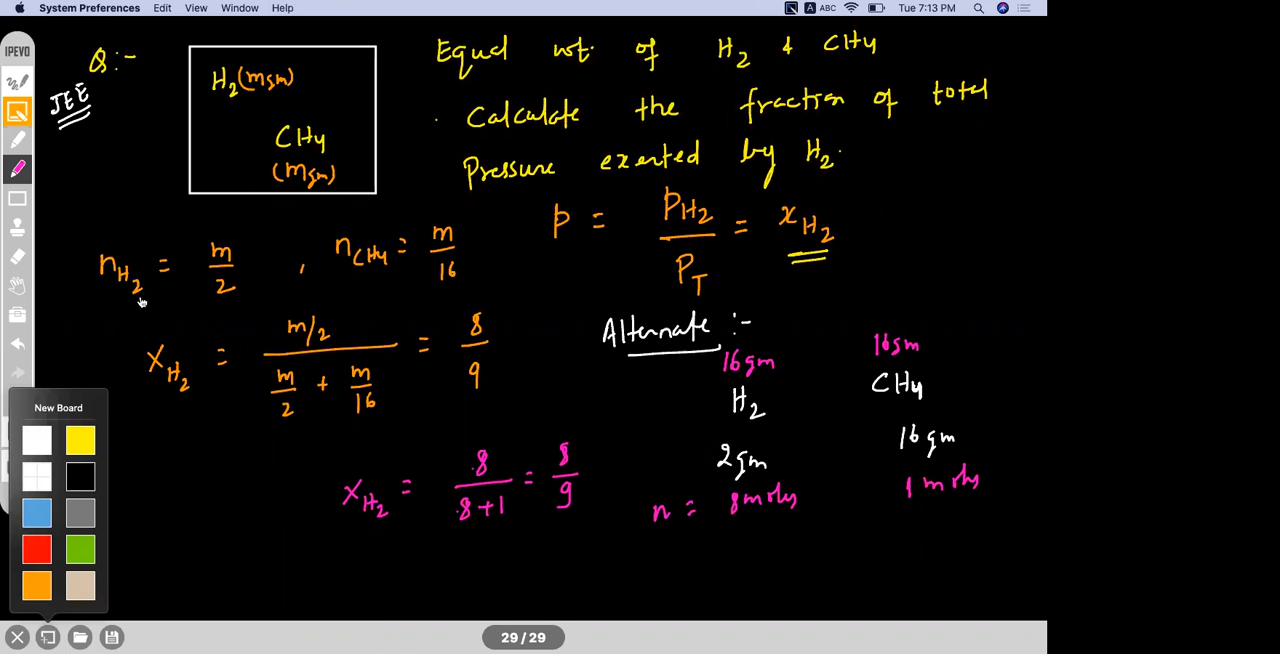 System Preferences Edit View Window Help
A ABC Tue 7:13 PM
IPEVO
Q:-
JEE
H2 (mgm)
CH4
(mgm)
Equal wt. of H2 & CH4
. Calculate the fraction of total
Pressure exerted by H2.
p = pH2/PT = xH2
nH2 = m/2 , nCH4 = m/16
xH2 = m/2 / (m/2 + m/16) = 8/9
Alternate :-
16gm 16gm
H2 CH4
2gm 16gm
n = 8moles 1 moles
xH2 = 8/(8+1) = 8/9
New Board
29 / 29